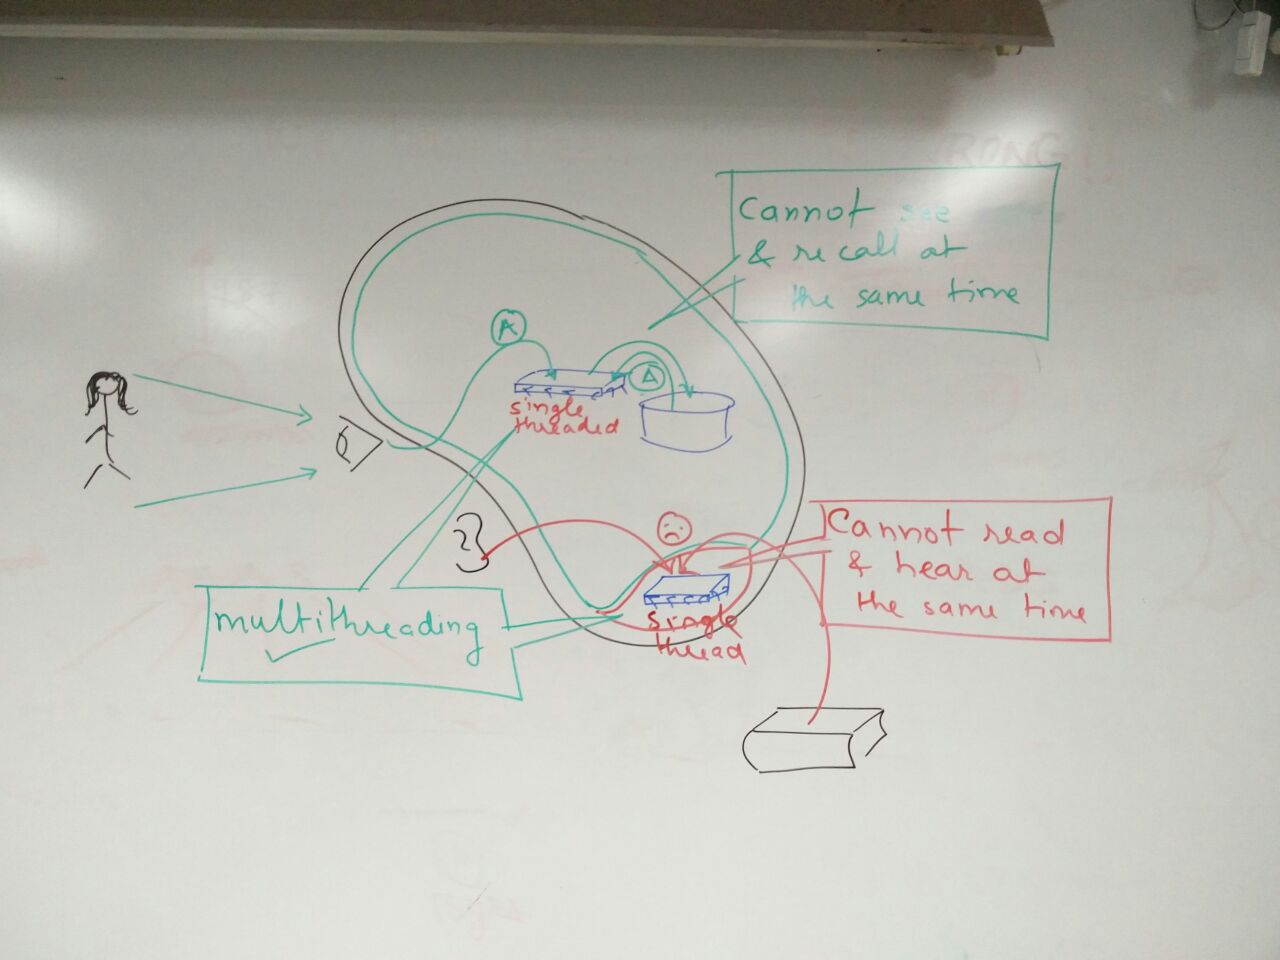 Cannot see
& recall at
the same time
A
A
single
threaded
Cannot read
& hear at
the same time
multithreading
single
thread